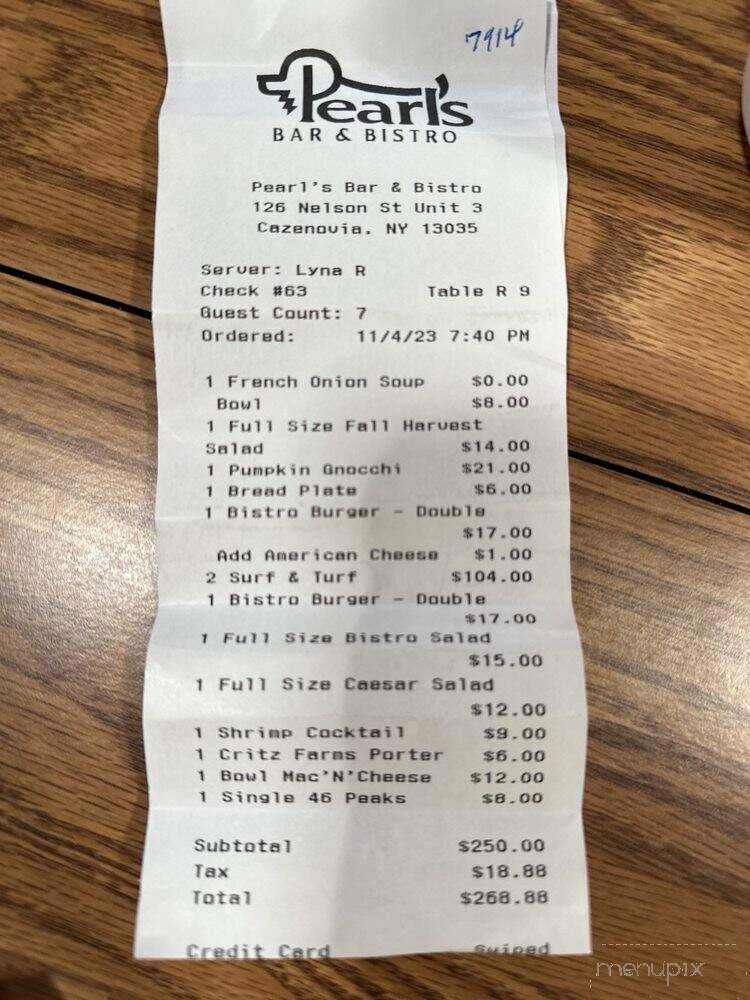 7914
Pearl's
BAR & BISTRO
Pearl's Bar & Bistro
126 Nelson St Unit 3
Cazenovia, NY 13035
Server: Lyna R
Check #63 Table R 9
Guest Count: 7
Ordered: 11/4/23 7:40 PM
1 French Onion Soup $0.00
Bowl $8.00
1 Full Size Fall Harvest
Salad $14.00
1 Pumpkin Gnocchi $21.00
1 Bread Plate $6.00
1 Bistro Burger - Double
$17.00
Add American Cheese $1.00
2 Surf & Turf $104.00
1 Bistro Burger - Double
$17.00
1 Full Size Bistro Salad
$15.00
1 Full Size Caesar Salad
$12.00
1 Shrimp Cocktail $9.00
1 Critz Farms Porter $6.00
1 Bowl Mac'N'Cheese $12.00
1 Single 46 Peaks $8.00
Subtotal $250.00
Tax $18.88
Total $268.88
Credit Card Swiped
menupix